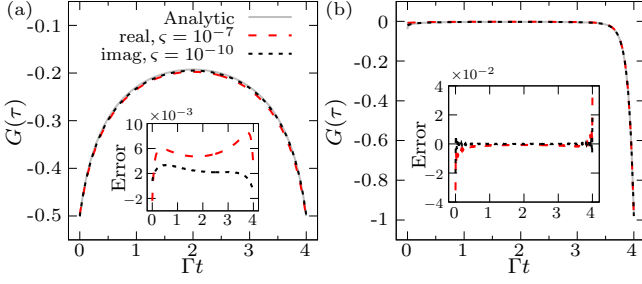 (a)
Analytic
real, ς = 10⁻⁷
imag, ς = 10⁻¹⁰
G(τ)
−0.1
−0.2
−0.3
−0.4
−0.5
0 1 2 3 4
Γt
×10⁻³
Error
10
6
2
−2
0 1 2 3 4
(b)
G(τ)
0
−0.2
−0.4
−0.6
−0.8
−1
0 1 2 3 4
Γt
×10⁻²
Error
4
2
0
−2
−4
0 1 2 3 4